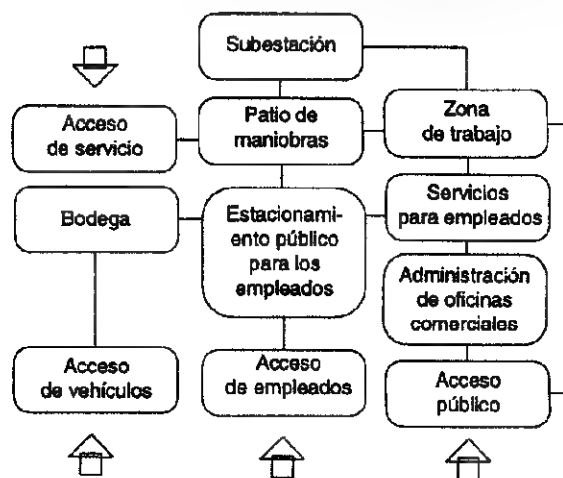 Subestación
Acceso
de servicio
Patio de
maniobras
Zona
de trabajo
Bodega
Estacionami-
ento público
para los
empleados
Servicios
para empleados
Administración
de oficinas
comerciales
Acceso
de vehículos
Acceso
de empleados
Acceso
público